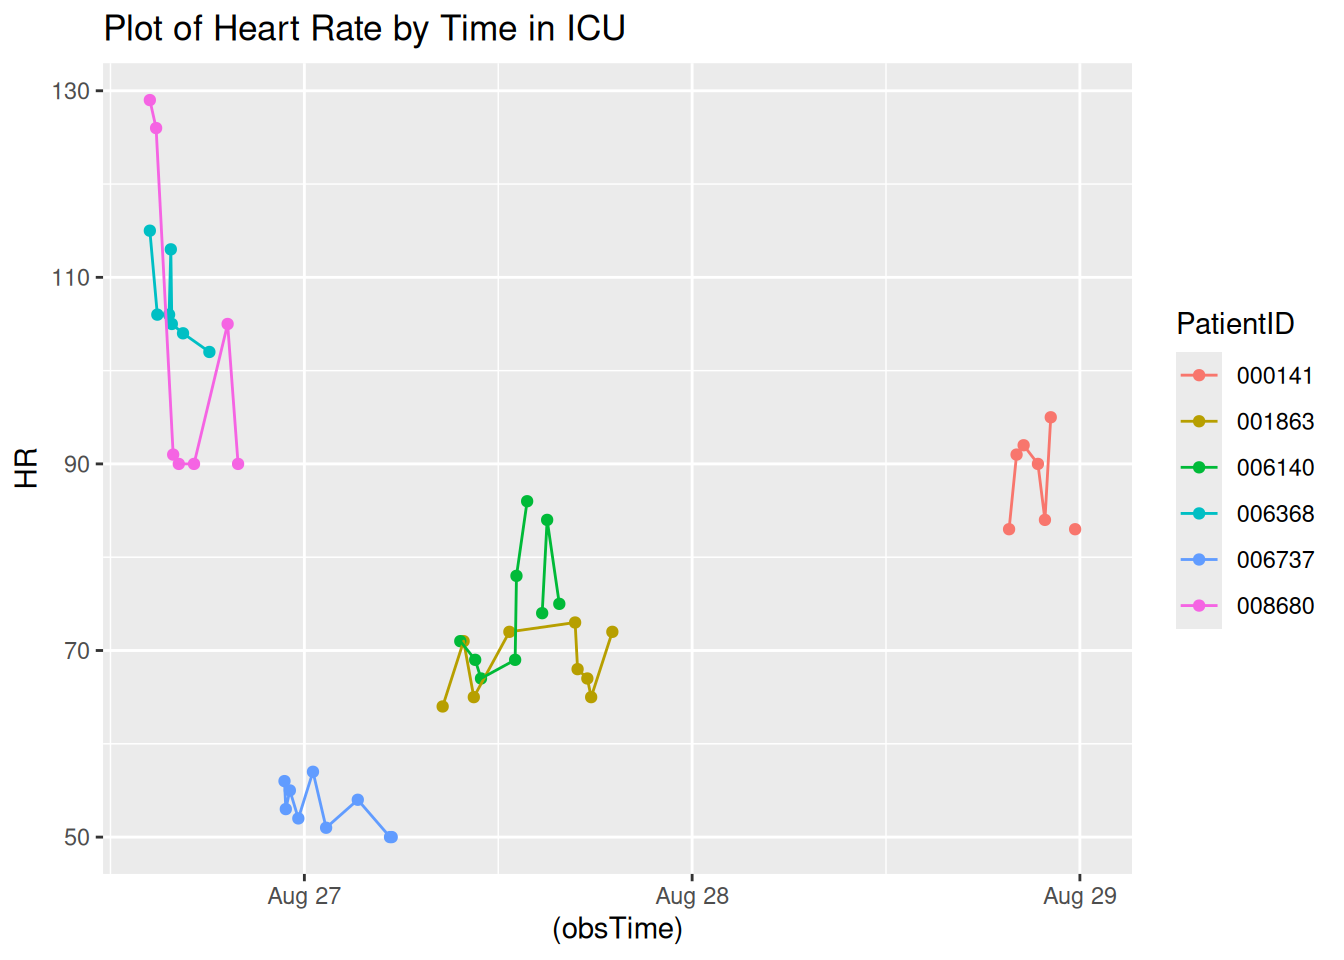 Plot of Heart Rate by Time in ICU
130
110
90
70
50
HR
Aug 27
Aug 28
Aug 29
(obsTime)
PatientID
000141
001863
006140
006368
006737
008680